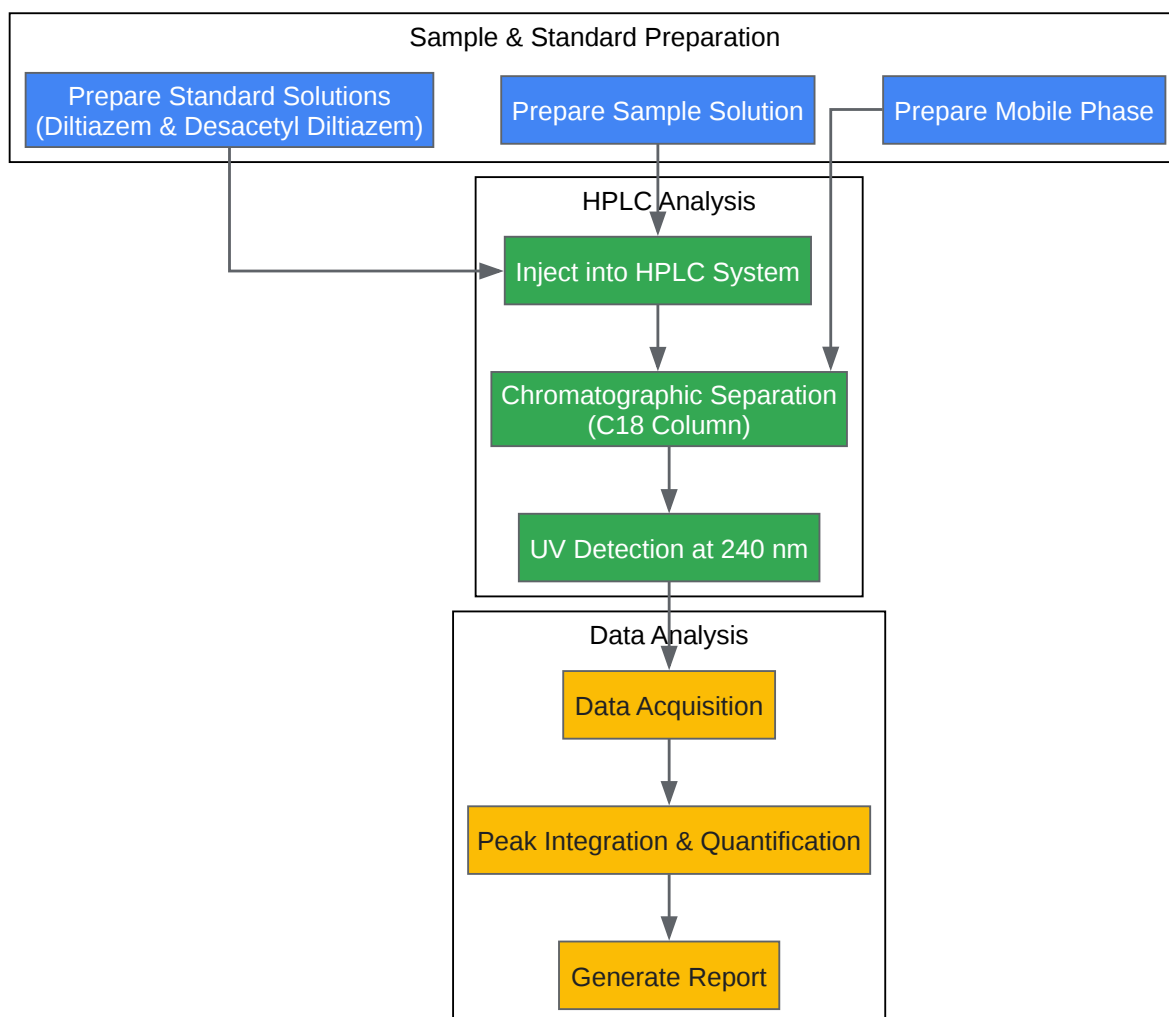 Sample & Standard Preparation
Prepare Standard Solutions
(Diltiazem & Desacetyl Diltiazem)
Prepare Sample Solution
Prepare Mobile Phase
HPLC Analysis
Inject into HPLC System
Chromatographic Separation
(C18 Column)
UV Detection at 240 nm
Data Analysis
Data Acquisition
Peak Integration & Quantification
Generate Report